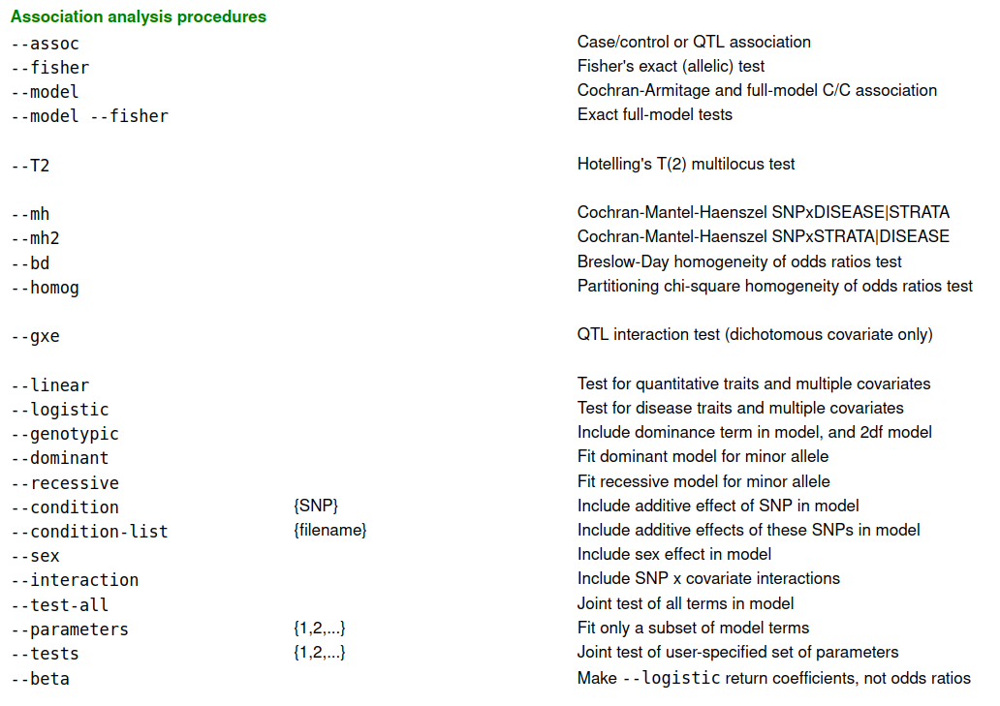 Association analysis procedures
--assoc Case/control or QTL association
--fisher Fisher's exact (allelic) test
--model Cochran-Armitage and full-model C/C association
--model --fisher Exact full-model tests
--T2 Hotelling's T(2) multilocus test
--mh Cochran-Mantel-Haenszel SNPxDISEASE|STRATA
--mh2 Cochran-Mantel-Haenszel SNPxSTRATA|DISEASE
--bd Breslow-Day homogeneity of odds ratios test
--homog Partitioning chi-square homogeneity of odds ratios test
--gxe QTL interaction test (dichotomous covariate only)
--linear Test for quantitative traits and multiple covariates
--logistic Test for disease traits and multiple covariates
--genotypic Include dominance term in model, and 2df model
--dominant Fit dominant model for minor allele
--recessive Fit recessive model for minor allele
--condition {SNP} Include additive effect of SNP in model
--condition-list {filename} Include additive effects of these SNPs in model
--sex Include sex effect in model
--interaction Include SNP x covariate interactions
--test-all Joint test of all terms in model
--parameters {1,2,...} Fit only a subset of model terms
--tests {1,2,...} Joint test of user-specified set of parameters
--beta Make --logistic return coefficients, not odds ratios